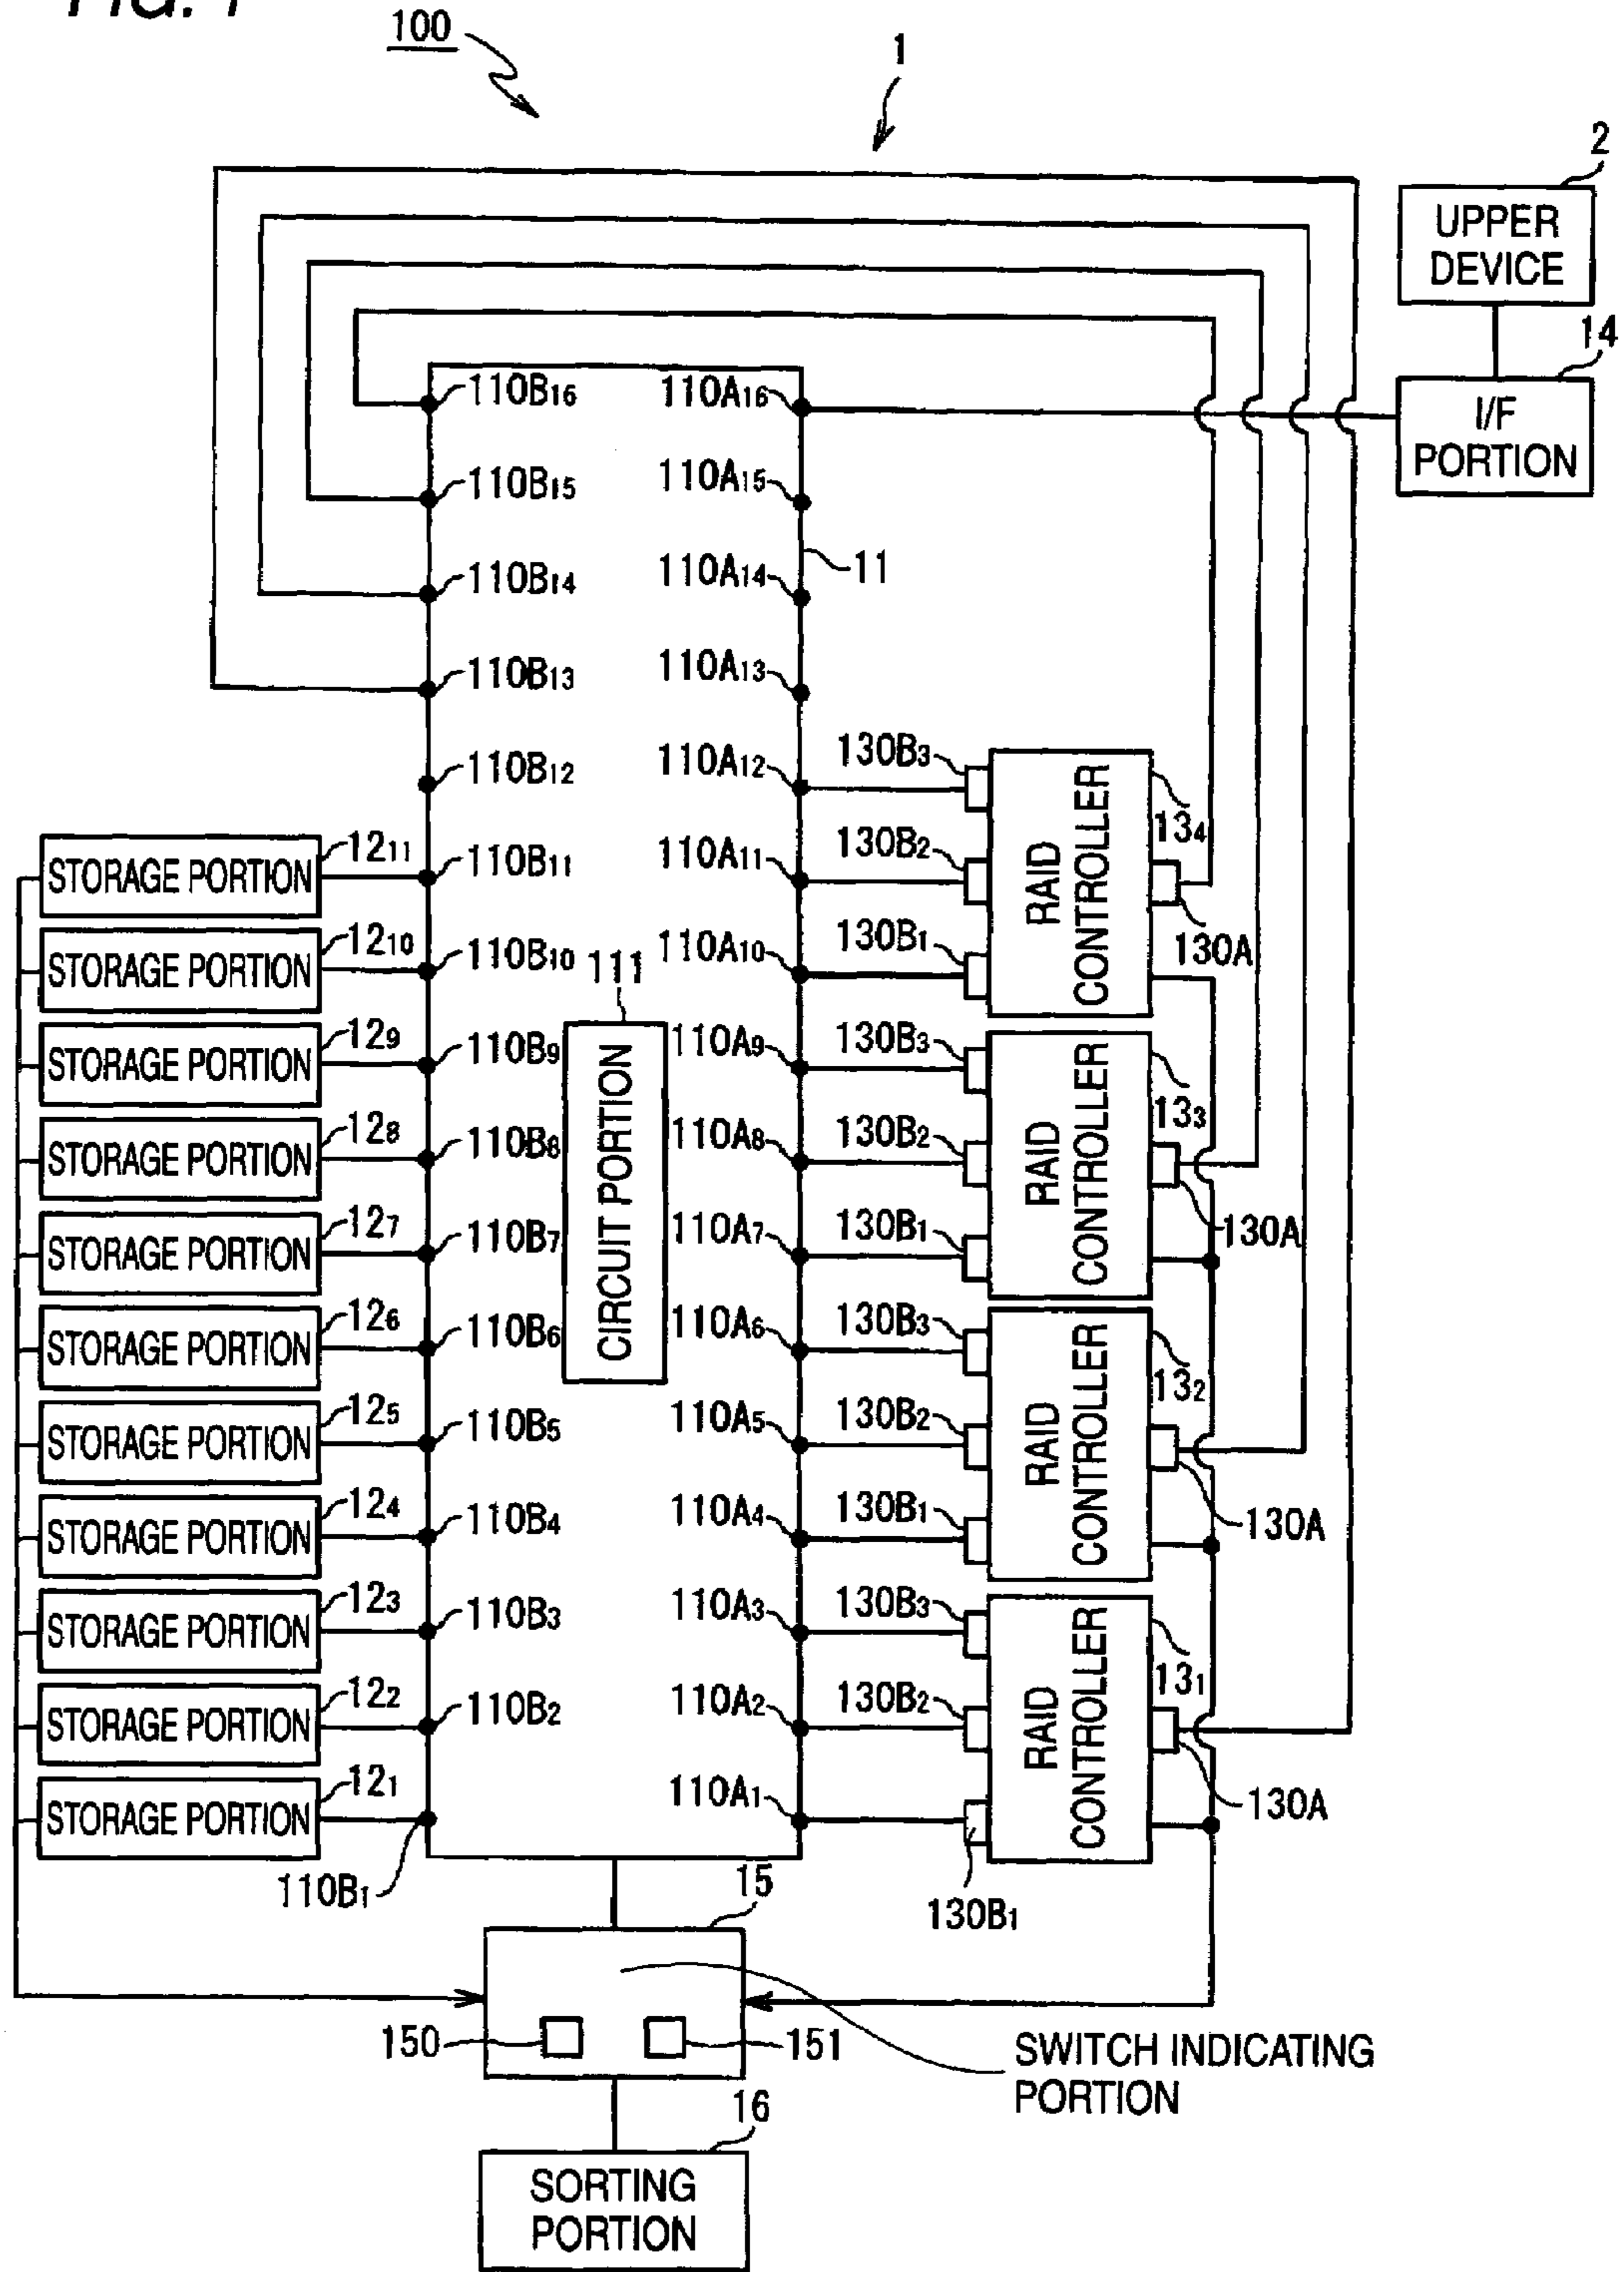 FIG. 1
100
1
2
UPPER
DEVICE
14
I/F
PORTION
110B16
110A16
110B15
110A15
11
110B14
110A14
110B13
110A13
110B12
110A12
130B3
134
RAID
CONTROLLER
STORAGE PORTION
1211
110B11
110A11
130B2
130A
STORAGE PORTION
1210
110B10
110A10
130B1
111
CIRCUIT PORTION
STORAGE PORTION
129
110B9
110A9
130B3
133
RAID
CONTROLLER
STORAGE PORTION
128
110B8
110A8
130B2
130A
STORAGE PORTION
127
110B7
110A7
130B1
STORAGE PORTION
126
110B6
110A6
130B3
132
RAID
CONTROLLER
STORAGE PORTION
125
110B5
110A5
130B2
130A
STORAGE PORTION
124
110B4
110A4
130B1
STORAGE PORTION
123
110B3
110A3
130B3
131
RAID
CONTROLLER
STORAGE PORTION
122
110B2
110A2
130B2
130A
STORAGE PORTION
121
110B1
110A1
130B1
15
150
151
SWITCH INDICATING
PORTION
16
SORTING
PORTION